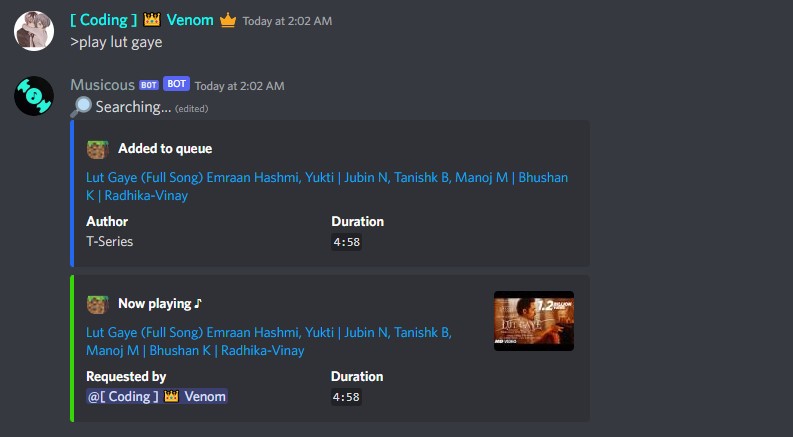 [ Coding ] 👑 Venom Today at 2:02 AM
>play lut gaye
Musicous BOT BOT Today at 2:02 AM
🔎 Searching... (edited)
Added to queue
Lut Gaye (Full Song) Emraan Hashmi, Yukti | Jubin N, Tanishk B, Manoj M | Bhushan
K | Radhika-Vinay
Author Duration
T-Series 4:58
Now playing ♪
Lut Gaye (Full Song) Emraan Hashmi, Yukti | Jubin N, Tanishk B,
Manoj M | Bhushan K | Radhika-Vinay
Requested by Duration
@[ Coding ] 👑 Venom 4:58
1.2 BILLION
LUT GAYE